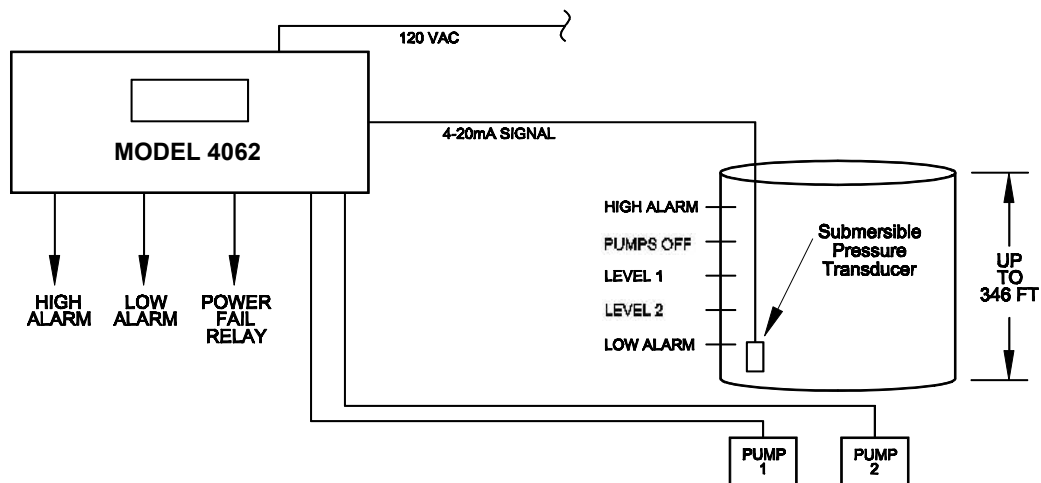 120 VAC
MODEL 4062
4-20mA SIGNAL
HIGH ALARM
PUMPS OFF
LEVEL 1
LEVEL 2
LOW ALARM
Submersible
Pressure
Transducer
UP
TO
346 FT
HIGH
ALARM
LOW
ALARM
POWER
FAIL
RELAY
PUMP
1
PUMP
2